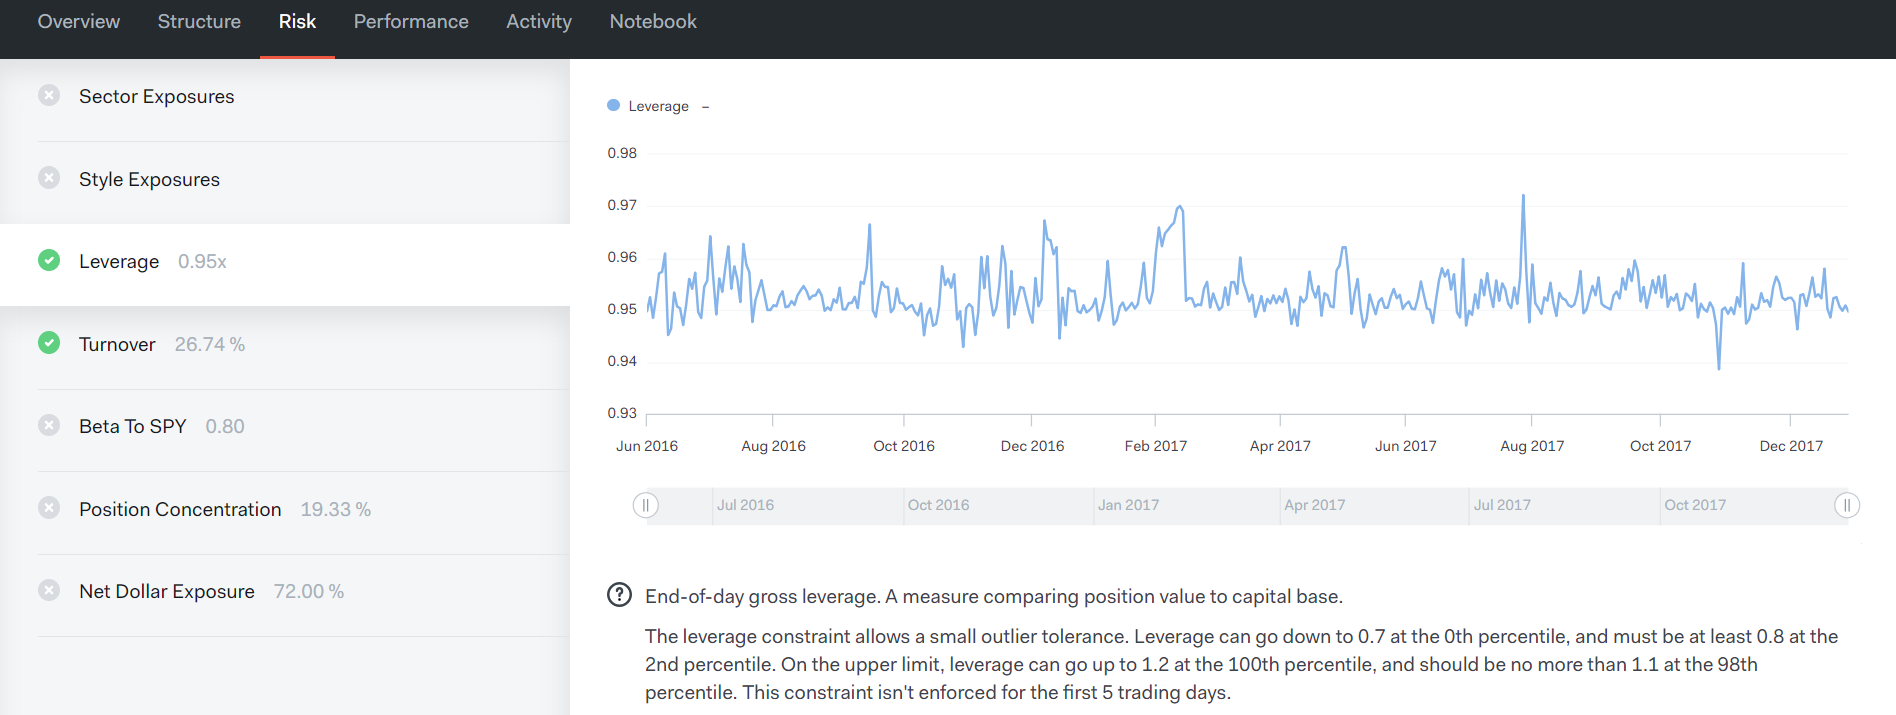 Overview Structure Risk Performance Activity Notebook
Sector Exposures
Style Exposures
Leverage 0.95x
Turnover 26.74 %
Beta To SPY 0.80
Position Concentration 19.33 %
Net Dollar Exposure 72.00 %
Leverage –
0.98
0.97
0.96
0.95
0.94
0.93
Jun 2016 Aug 2016 Oct 2016 Dec 2016 Feb 2017 Apr 2017 Jun 2017 Aug 2017 Oct 2017 Dec 2017
Jul 2016 Oct 2016 Jan 2017 Apr 2017 Jul 2017 Oct 2017
End-of-day gross leverage. A measure comparing position value to capital base.
The leverage constraint allows a small outlier tolerance. Leverage can go down to 0.7 at the 0th percentile, and must be at least 0.8 at the
2nd percentile. On the upper limit, leverage can go up to 1.2 at the 100th percentile, and should be no more than 1.1 at the 98th
percentile. This constraint isn't enforced for the first 5 trading days.